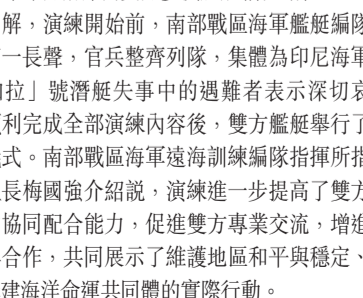 解，演練開始前，南部戰區海軍艦艇編隊
一長聲，官兵整齊列隊，集體為印尼海軍
拉」號潛艇失事中的遇難者表示深切哀
利完成全部演練內容後，雙方艦艇舉行了
式。南部戰區海軍遠海訓練編隊指揮所指
長梅國強介紹說，演練進一步提高了雙方
協同配合能力，促進雙方專業交流，增進
合作，共同展示了維護地區和平與穩定、
建海洋命運共同體的實際行動。